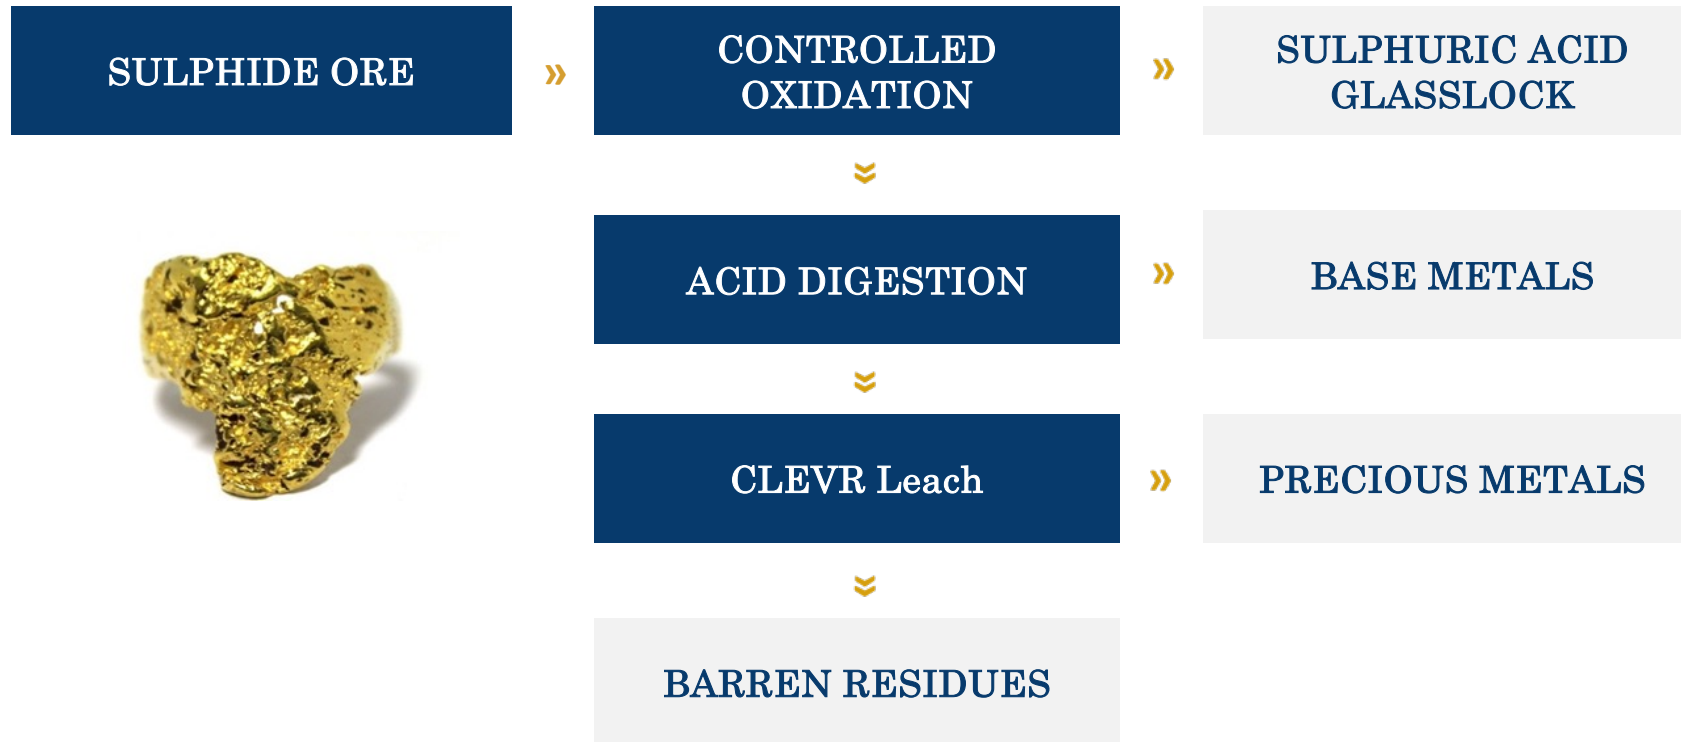 SULPHIDE ORE
CONTROLLED
OXIDATION
SULPHURIC ACID
GLASSLOCK
ACID DIGESTION
BASE METALS
CLEVR Leach
PRECIOUS METALS
BARREN RESIDUES